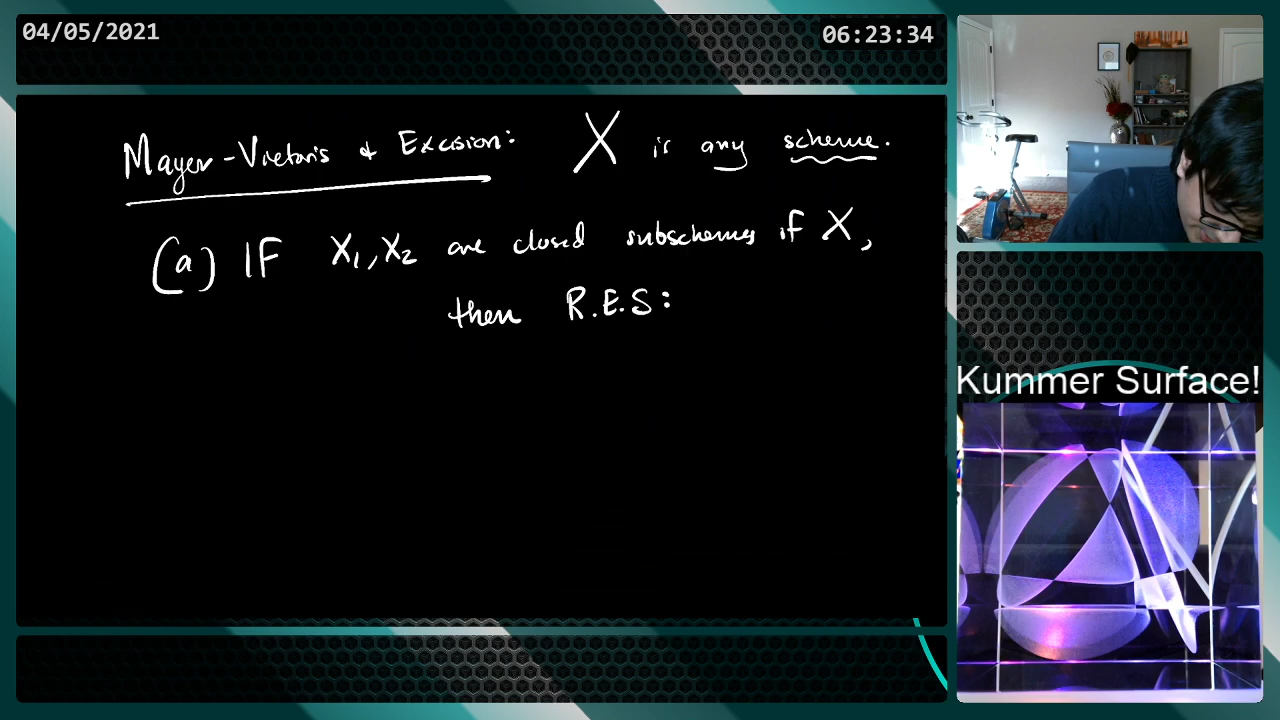 04/05/2021
06:23:34
Mayer-Vietoris & Excision: X is any scheme.
(a) IF X₁, X₂ are closed subschemes if X,
then R.E.S:
Kummer Surface!